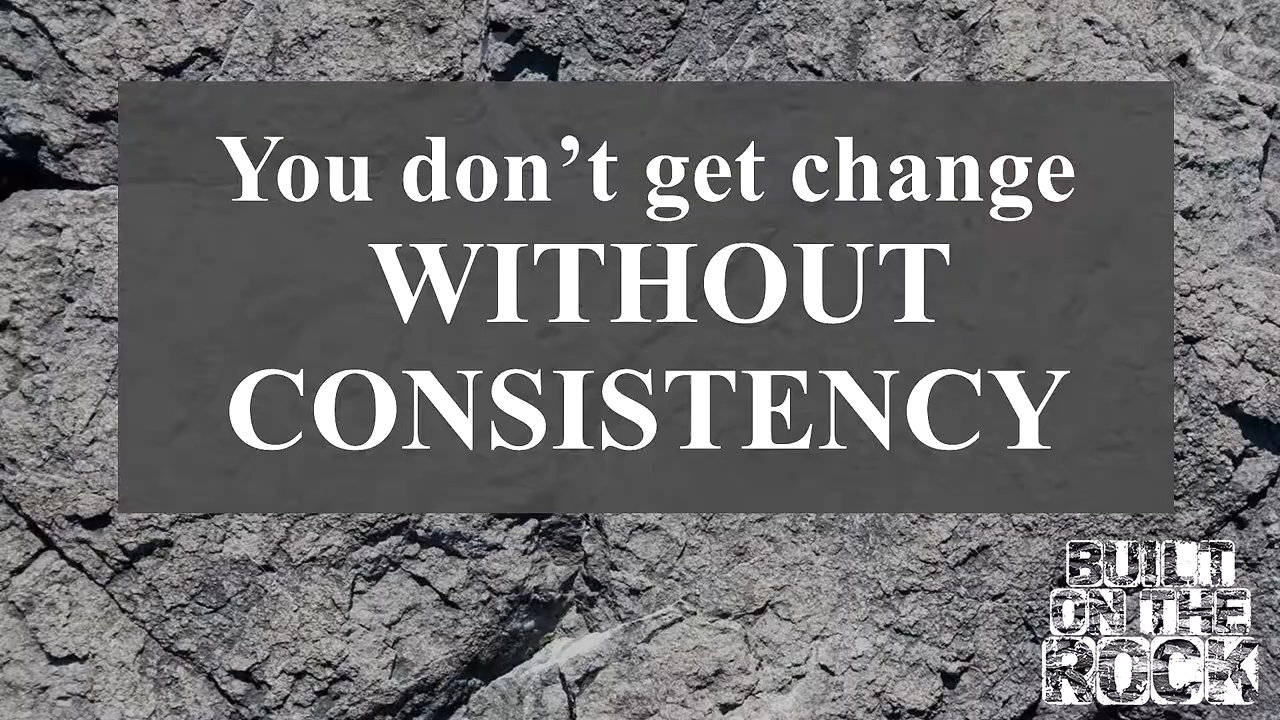 You don’t get change
WITHOUT
CONSISTENCY
BUILT
ON THE
ROCK